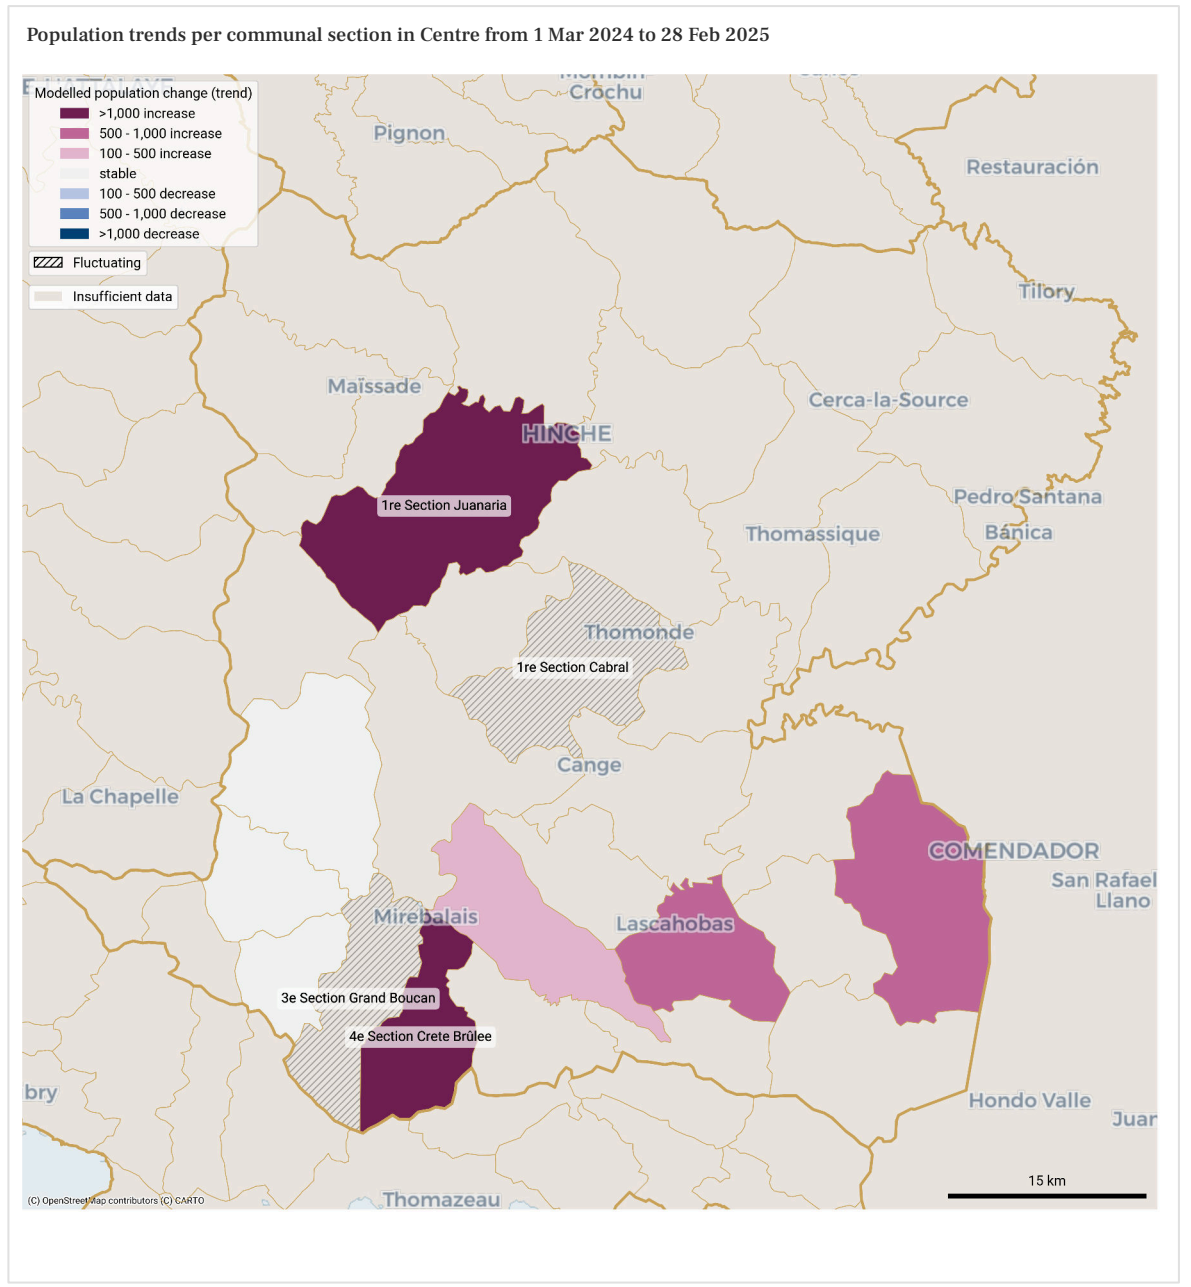 Population trends per communal section in Centre from 1 Mar 2024 to 28 Feb 2025
Modelled population change (trend)
>1,000 increase
500 - 1,000 increase
100 - 500 increase
stable
100 - 500 decrease
500 - 1,000 decrease
>1,000 decrease
Fluctuating
Insufficient data
Crochu
Pignon
Restauración
Tilory
Maïssade
Cerca-la-Source
HINCHE
Pedro Santana
1re Section Juanaria
Thomassique
Bánica
Thomonde
1re Section Cabral
Cange
La Chapelle
COMENDADOR
San Rafael
Llano
Mirebalais
Lascahobas
3e Section Grand Boucan
4e Section Crete Brûlee
bry
Hondo Valle
Juan
15 km
(C) OpenStreetMap contributors (C) CARTO
Thomazeau